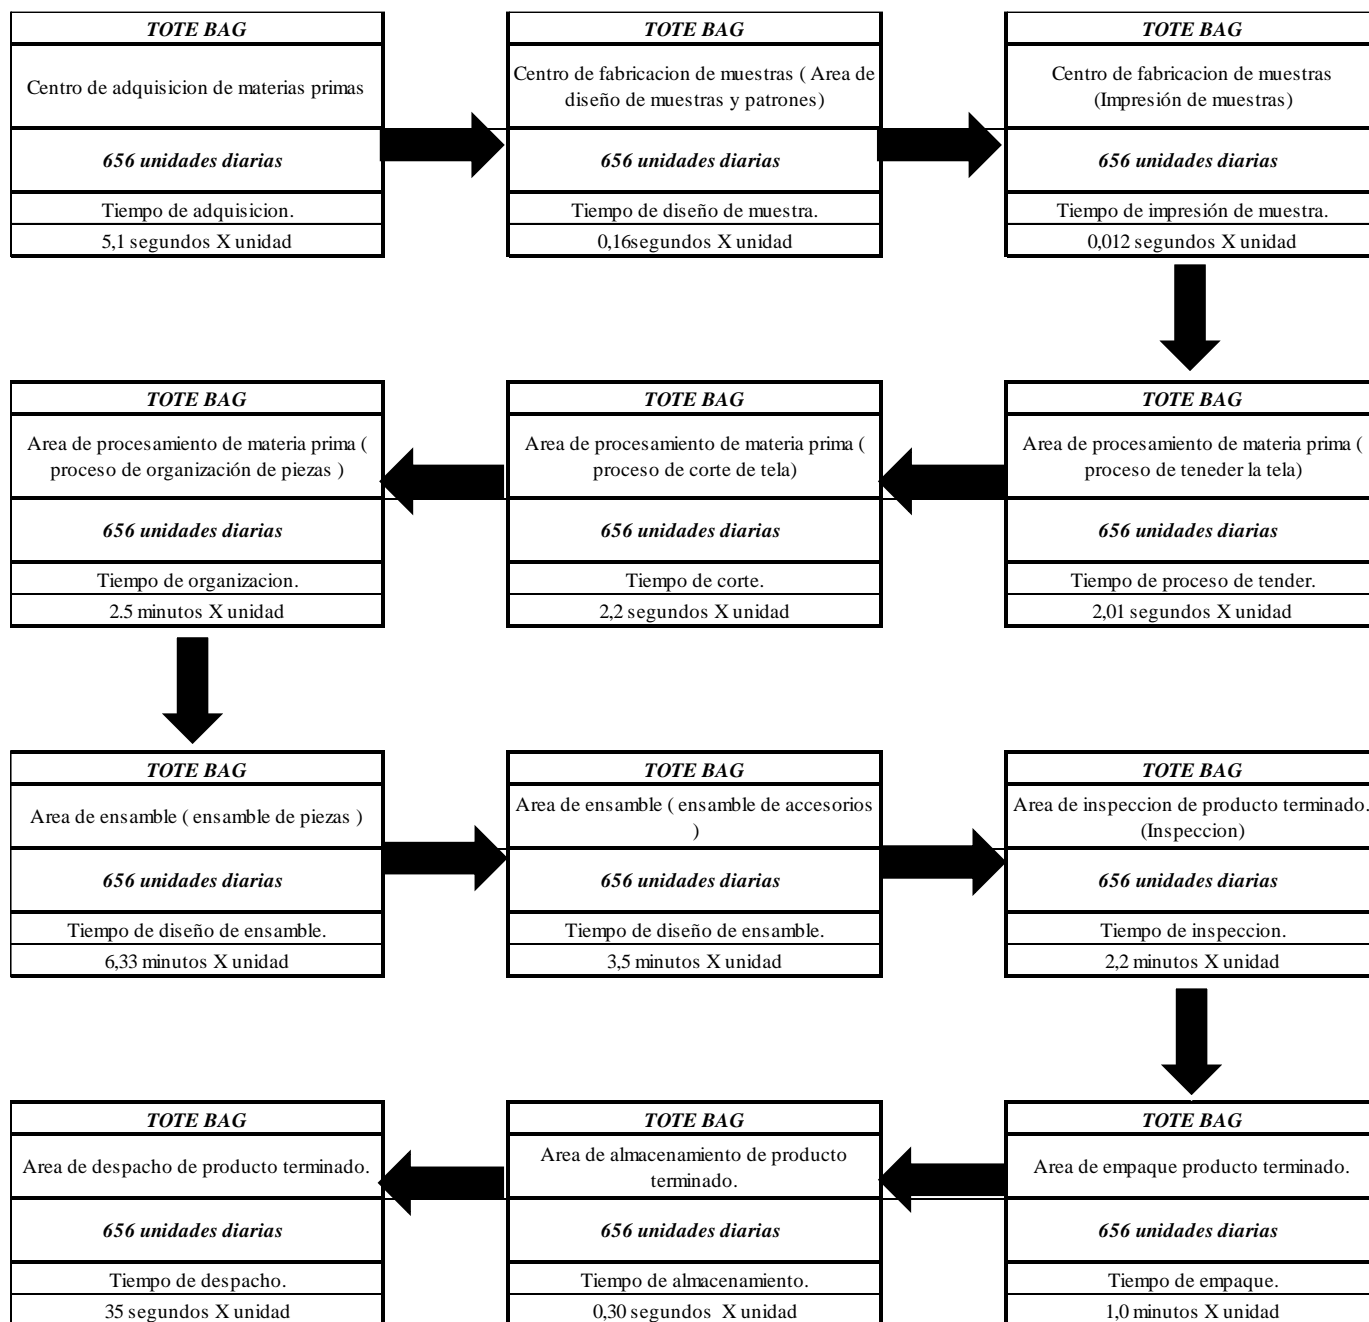 TOTE BAG
Centro de adquisicion de materias primas
656 unidades diarias
Tiempo de adquisicion.
5,1 segundos X unidad
TOTE BAG
Centro de fabricacion de muestras ( Area de
diseño de muestras y patrones)
656 unidades diarias
Tiempo de diseño de muestra.
0,16segundos X unidad
TOTE BAG
Centro de fabricacion de muestras
(Impresión de muestras)
656 unidades diarias
Tiempo de impresión de muestra.
0,012 segundos X unidad
TOTE BAG
Area de procesamiento de materia prima (
proceso de teneder la tela)
656 unidades diarias
Tiempo de proceso de tender.
2,01 segundos X unidad
TOTE BAG
Area de procesamiento de materia prima (
proceso de corte de tela)
656 unidades diarias
Tiempo de corte.
2,2 segundos X unidad
TOTE BAG
Area de procesamiento de materia prima (
proceso de organización de piezas )
656 unidades diarias
Tiempo de organizacion.
2.5 minutos X unidad
TOTE BAG
Area de ensamble ( ensamble de piezas )
656 unidades diarias
Tiempo de diseño de ensamble.
6,33 minutos X unidad
TOTE BAG
Area de ensamble ( ensamble de accesorios
)
656 unidades diarias
Tiempo de diseño de ensamble.
3,5 minutos X unidad
TOTE BAG
Area de inspeccion de producto terminado.
(Inspeccion)
656 unidades diarias
Tiempo de inspeccion.
2,2 minutos X unidad
TOTE BAG
Area de empaque producto terminado.
656 unidades diarias
Tiempo de empaque.
1,0 minutos X unidad
TOTE BAG
Area de almacenamiento de producto
terminado.
656 unidades diarias
Tiempo de almacenamiento.
0,30 segundos  X unidad
TOTE BAG
Area de despacho de producto terminado.
656 unidades diarias
Tiempo de despacho.
35 segundos X unidad